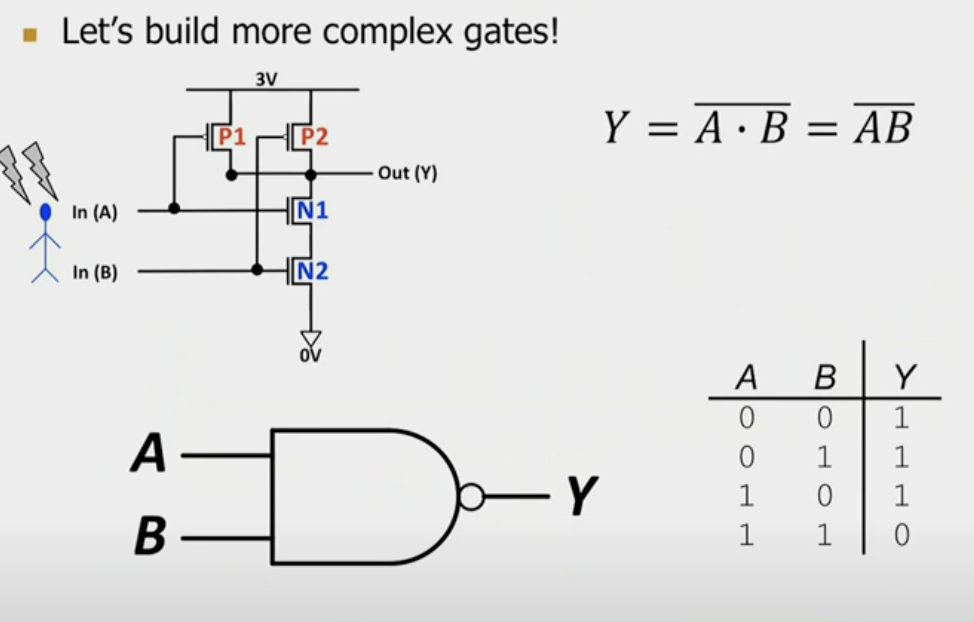 Let's build more complex gates!
3V
P1
P2
Out (Y)
In (A)
N1
In (B)
N2
0V
Y = \overline{A · B} = \overline{AB}
A
B
Y
A B Y
0 0 1
0 1 1
1 0 1
1 1 0